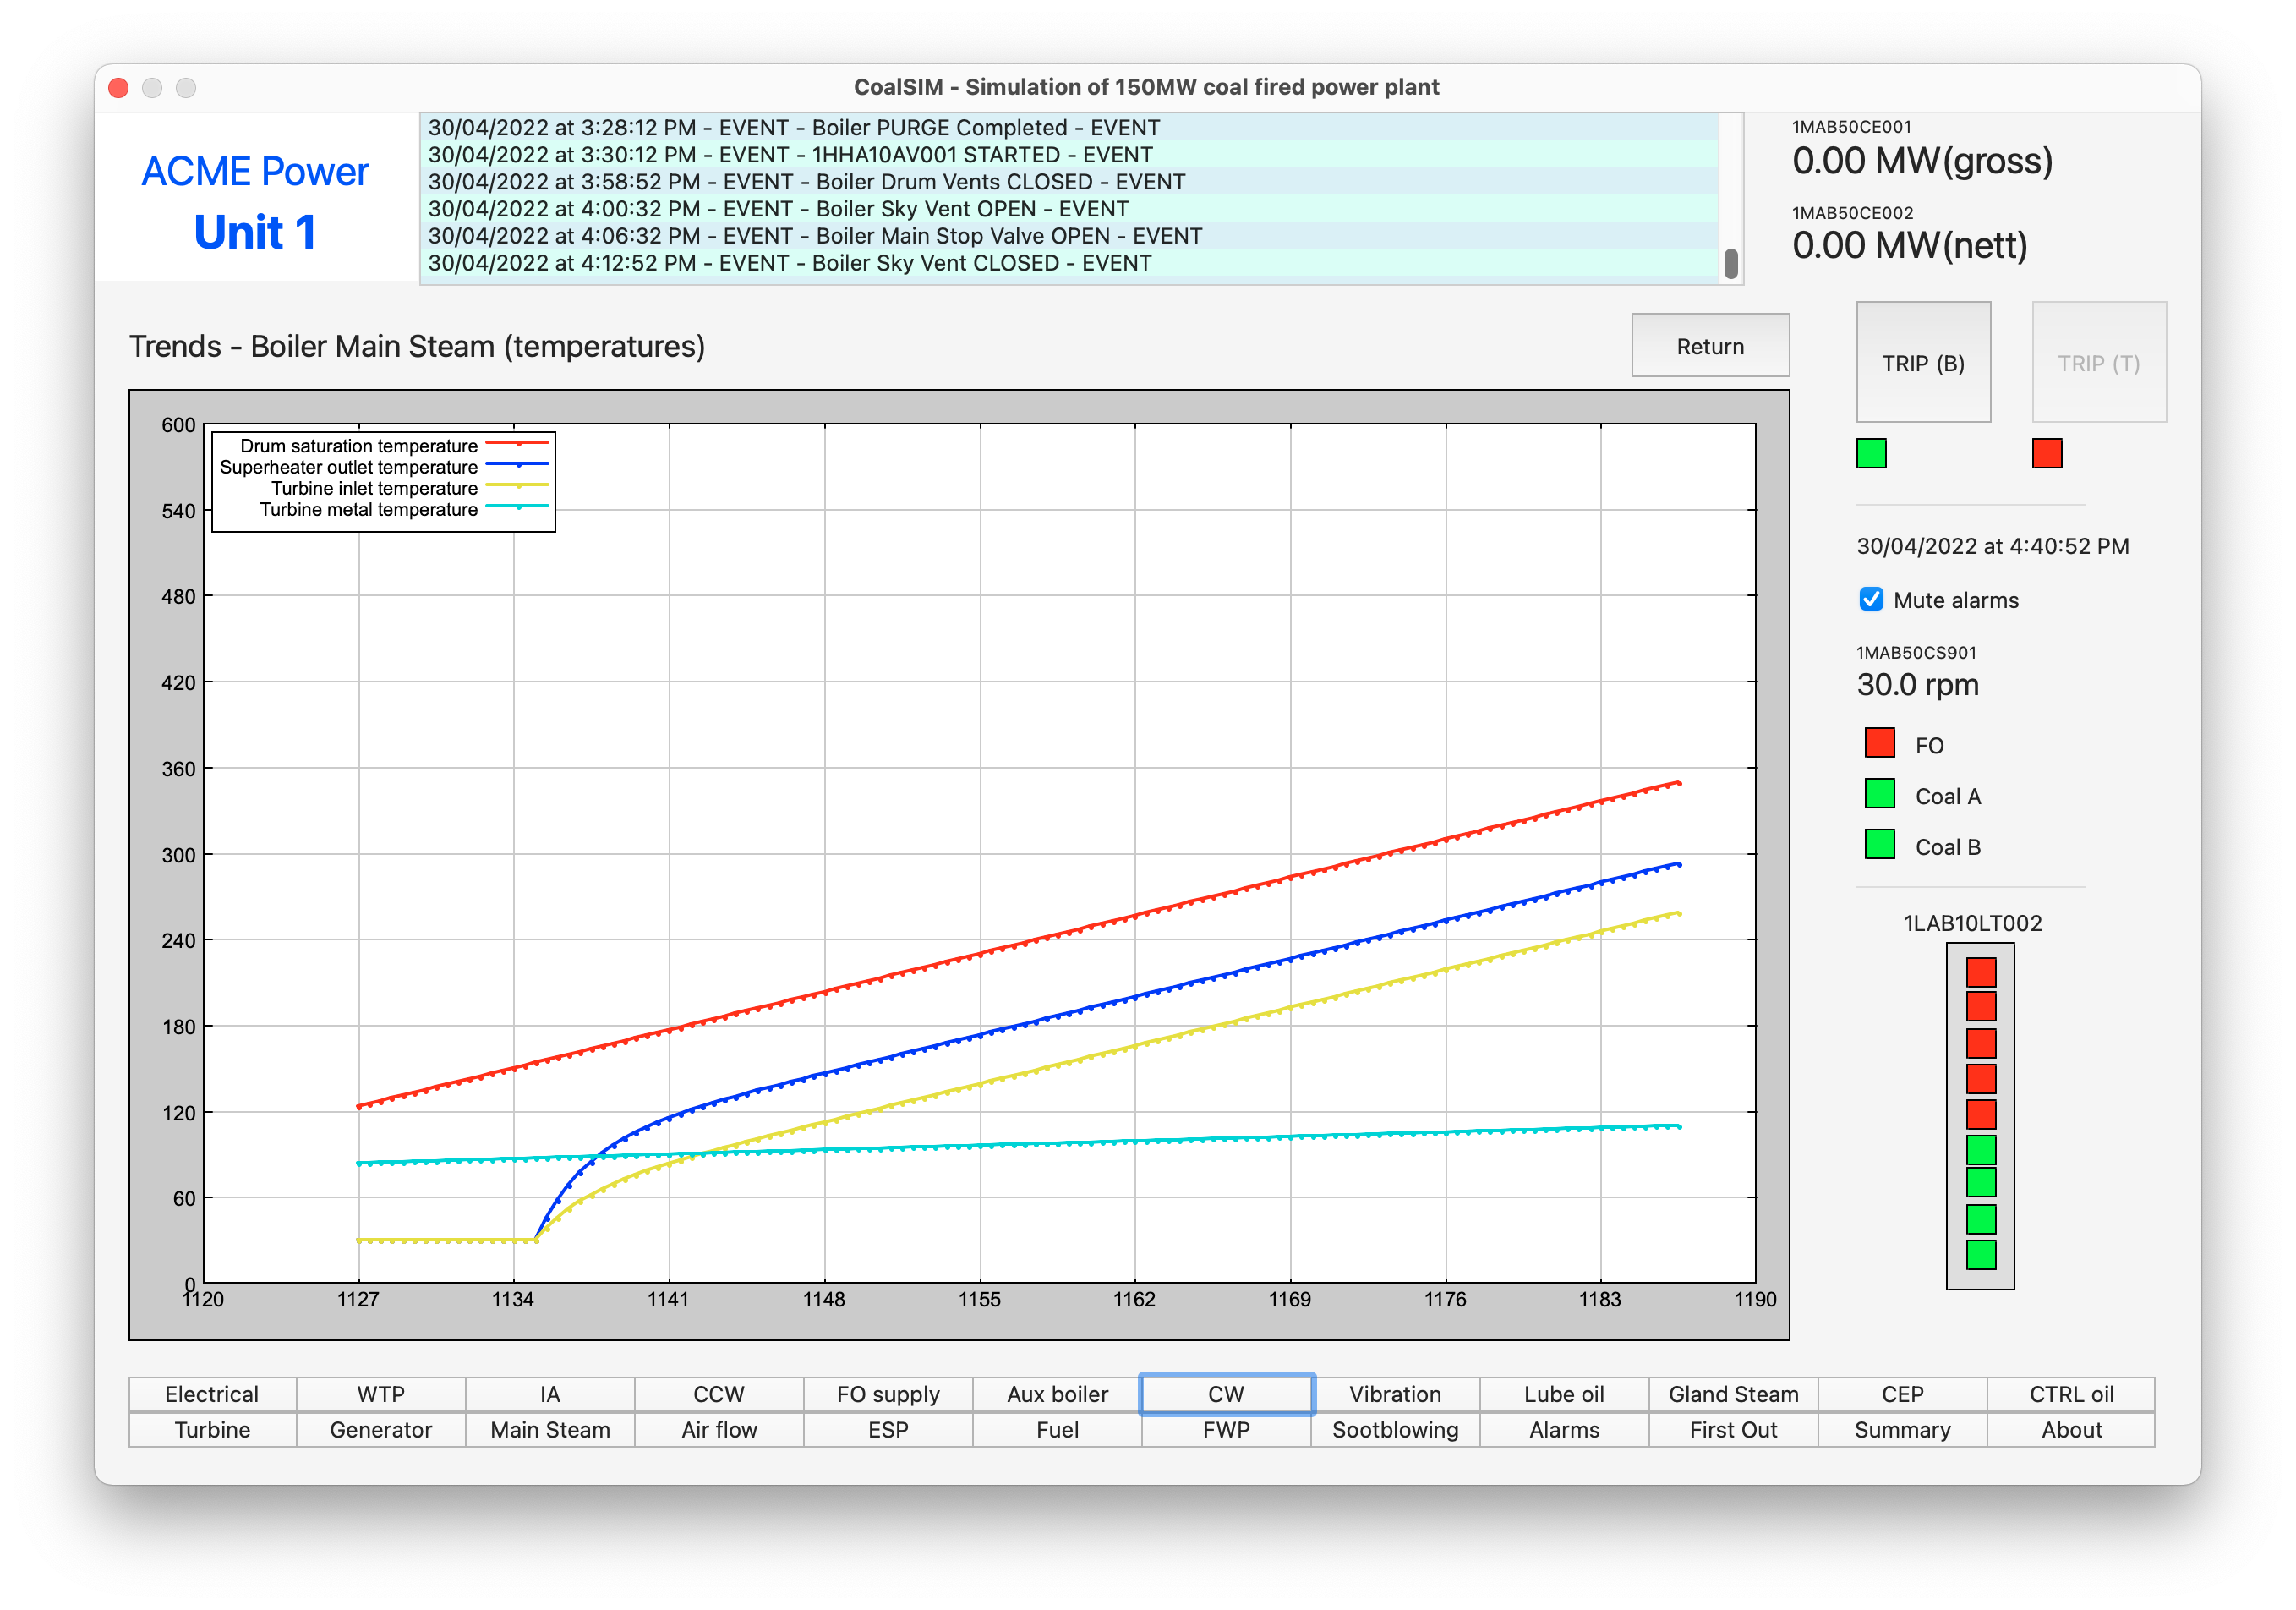 CoalSIM - Simulation of 150MW coal fired power plant
ACME Power
Unit 1
30/04/2022 at 3:28:12 PM - EVENT - Boiler PURGE Completed - EVENT
30/04/2022 at 3:30:12 PM - EVENT - 1HHA10AV001 STARTED - EVENT
30/04/2022 at 3:58:52 PM - EVENT - Boiler Drum Vents CLOSED - EVENT
30/04/2022 at 4:00:32 PM - EVENT - Boiler Sky Vent OPEN - EVENT
30/04/2022 at 4:06:32 PM - EVENT - Boiler Main Stop Valve OPEN - EVENT
30/04/2022 at 4:12:52 PM - EVENT - Boiler Sky Vent CLOSED - EVENT
1MAB50CE001
0.00 MW(gross)
1MAB50CE002
0.00 MW(nett)
Trends - Boiler Main Steam (temperatures)
Return
TRIP (B)
TRIP (T)
600
540
480
420
360
300
240
180
120
60
0
Drum saturation temperature
Superheater outlet temperature
Turbine inlet temperature
Turbine metal temperature
1120 1127 1134 1141 1148 1155 1162 1169 1176 1183 1190
30/04/2022 at 4:40:52 PM
Mute alarms
1MAB50CS901
30.0 rpm
FO
Coal A
Coal B
1LAB10LT002
Electrical WTP IA CCW FO supply Aux boiler CW Vibration Lube oil Gland Steam CEP CTRL oil
Turbine Generator Main Steam Air flow ESP Fuel FWP Sootblowing Alarms First Out Summary About